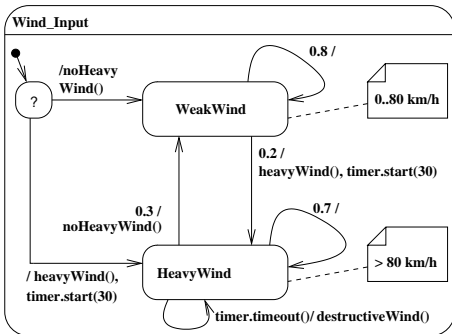 Wind_Input
0.8 /
/noHeavy
Wind()
?
WeakWind
0..80 km/h
0.2 /
heavyWind(), timer.start(30)
0.3 /
noHeavyWind()
0.7 /
/ heavyWind(),
timer.start(30)
HeavyWind
> 80 km/h
timer.timeout()/ destructiveWind()